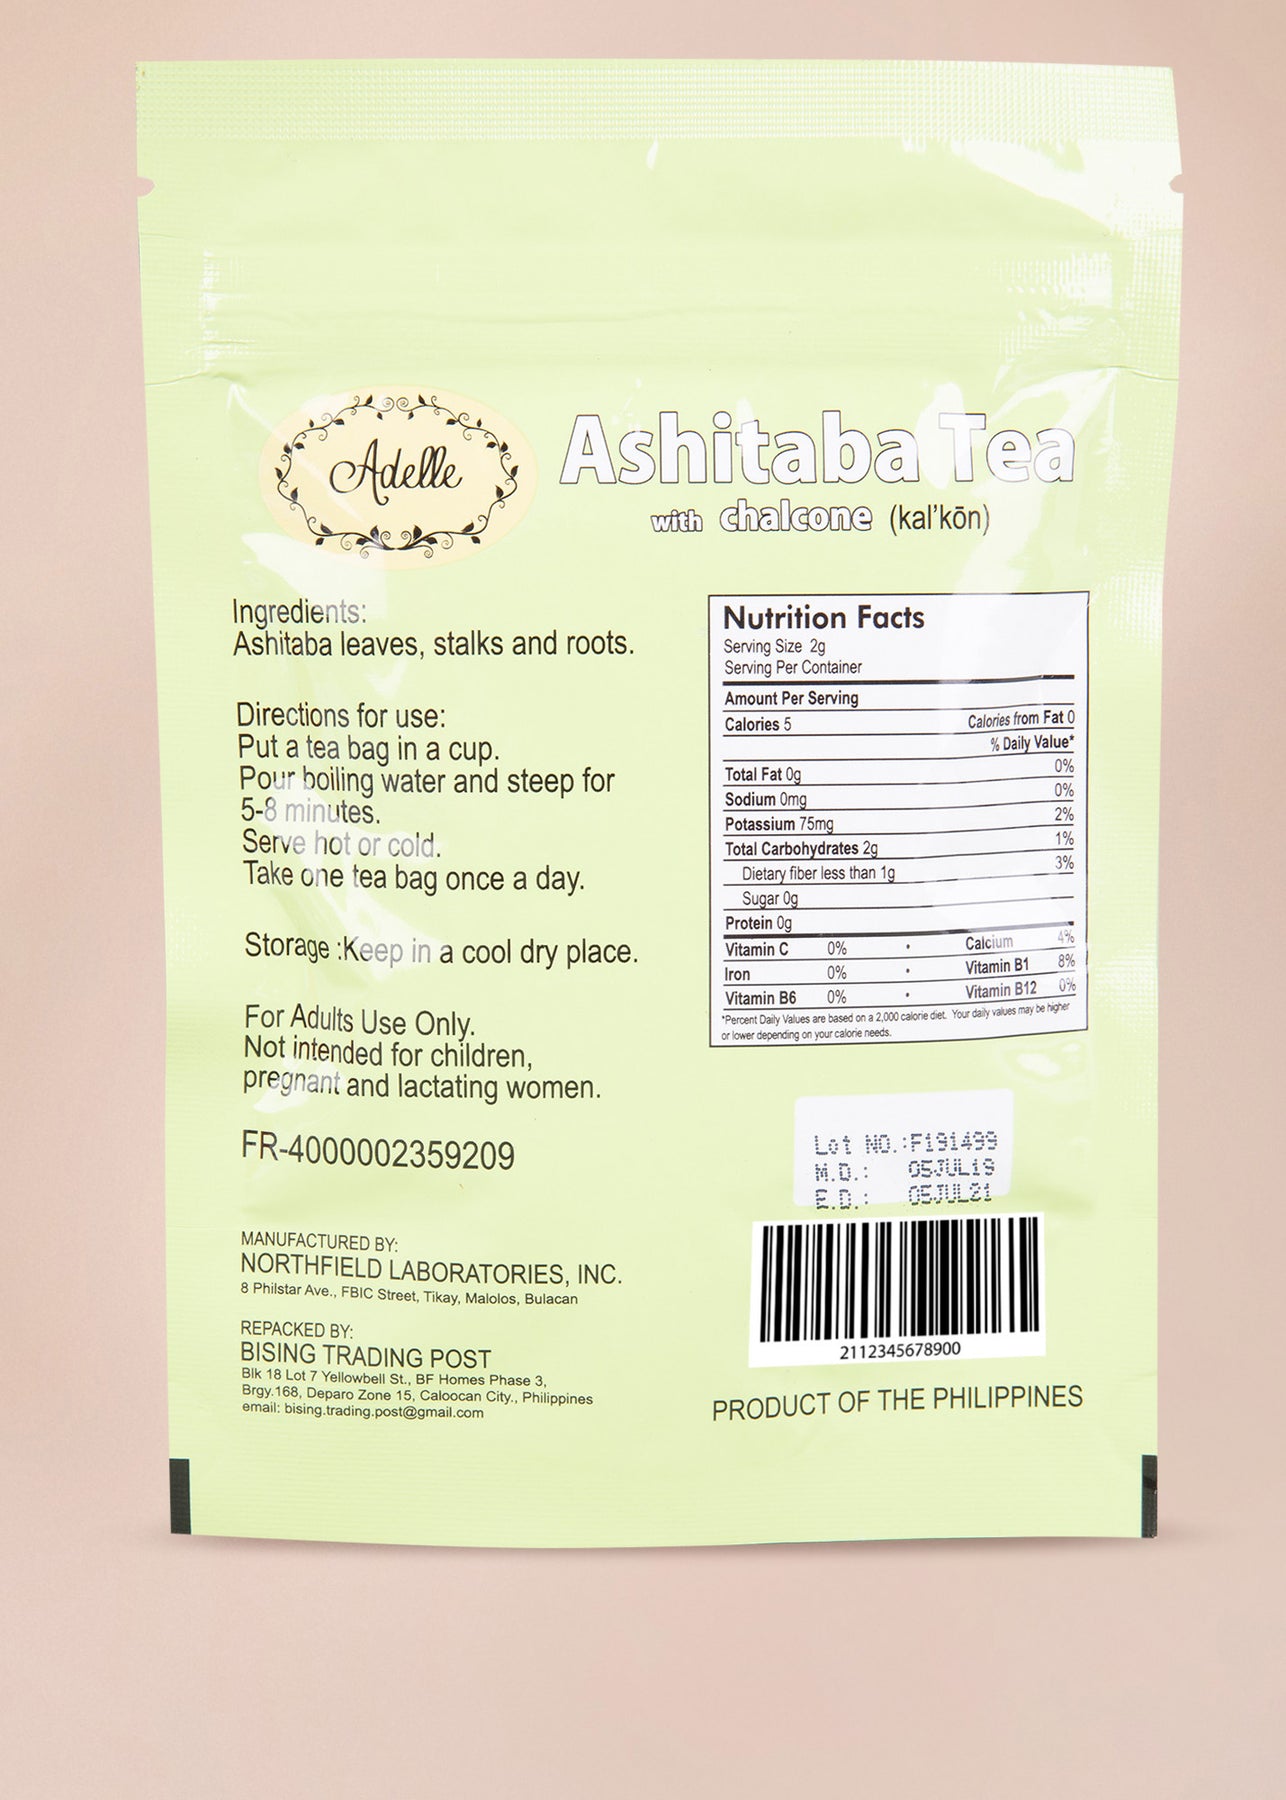 Adelle
Ashitaba Tea
with chalcone (kal'kōn)
Ingredients:
Ashitaba leaves, stalks and roots.
Directions for use:
Put a tea bag in a cup.
Pour boiling water and steep for
5-8 minutes.
Serve hot or cold.
Take one tea bag once a day.
Storage :Keep in a cool dry place.
For Adults Use Only.
Not intended for children,
pregnant and lactating women.
FR-4000002359209
MANUFACTURED BY:
NORTHFIELD LABORATORIES, INC.
8 Philstar Ave., FBIC Street, Tikay, Malolos, Bulacan
REPACKED BY:
BISING TRADING POST
Blk 18 Lot 7 Yellowbell St., BF Homes Phase 3,
Brgy.168, Deparo Zone 15, Caloocan City., Philippines
email: bising.trading.post@gmail.com
Nutrition Facts
Serving Size 2g
Serving Per Container
Amount Per Serving
Calories 5 Calories from Fat 0
% Daily Value*
Total Fat 0g 0%
Sodium 0mg 0%
Potassium 75mg 2%
Total Carbohydrates 2g 1%
Dietary fiber less than 1g 3%
Sugar 0g
Protein 0g
Vitamin C 0% • Calcium 4%
Iron 0% • Vitamin B1 8%
Vitamin B6 0% • Vitamin B12 0%
*Percent Daily Values are based on a 2,000 calorie diet. Your daily values may be higher
or lower depending on your calorie needs.
Lot NO.:F191499
M.D.: 05JUL19
E.D.: 05JUL21
2112345678900
PRODUCT OF THE PHILIPPINES